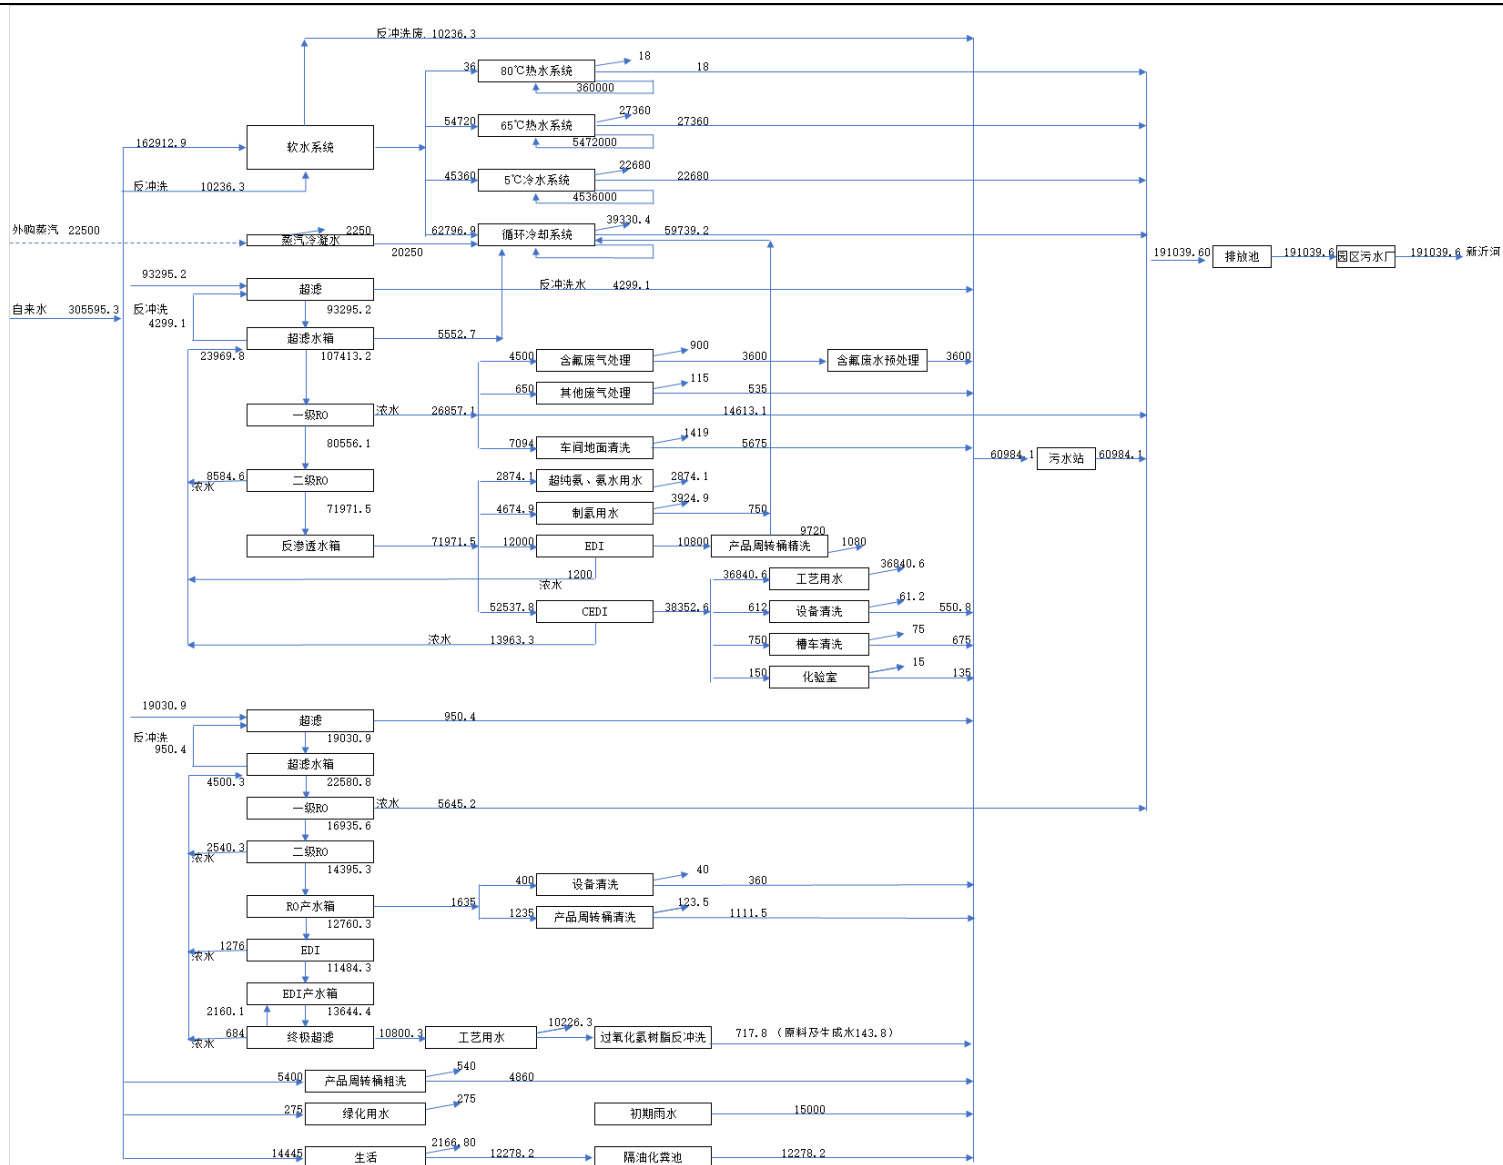 反冲洗废 10236.3
18
36
80℃热水系统
18
360000
27360
54720
65℃热水系统
27360
5472000
162912.9
软水系统
22680
45360
5℃冷水系统
22680
4536000
反冲洗 10236.3
外购蒸汽 22500
2250
蒸汽冷凝水
20250
39330.4
62796.9
循环冷却系统
59739.2
191039.60
排放池
191039.6
园区污水厂
191039.6
新沂河
93295.2
超滤
反冲洗水 4299.1
自来水 305595.3
反冲洗
4299.1
93295.2
超滤水箱
5552.7
23969.8
107413.2
900
4500
含氟废气处理
3600
含氟废水预处理
3600
115
650
其他废气处理
535
一级RO
浓水 26857.1
14613.1
80556.1
1419
7094
车间地面清洗
5675
60984.1
污水站
60984.1
8584.6
浓水
二级RO
2874.1
超纯氨、氨水用水
2874.1
71971.5
3924.9
4674.9
制氢用水
750
反渗透水箱
71971.5
12000
EDI
10800
9720
产品周转桶精洗
1080
1200
浓水
36840.6
36840.6
工艺用水
52537.8
CEDI
38352.6
61.2
612
设备清洗
550.8
浓水 13963.3
75
750
槽车清洗
675
15
150
化验室
135
19030.9
超滤
950.4
反冲洗
950.4
19030.9
超滤水箱
4500.3
22580.8
一级RO
浓水 5645.2
16935.6
2540.3
浓水
二级RO
14395.3
40
400
设备清洗
360
RO产水箱
1635
123.5
1235
产品周转桶清洗
1111.5
12760.3
1276
浓水
EDI
11484.3
EDI产水箱
2160.1
13644.4
684
浓水
终极超滤
10800.3
工艺用水
10226.3
过氧化氢树脂反冲洗
717.8 （原料及生成水143.8）
540
5400
产品周转桶粗洗
4860
275
275
绿化用水
初期雨水
15000
2166.80
14445
生活
12278.2
隔油化粪池
12278.2